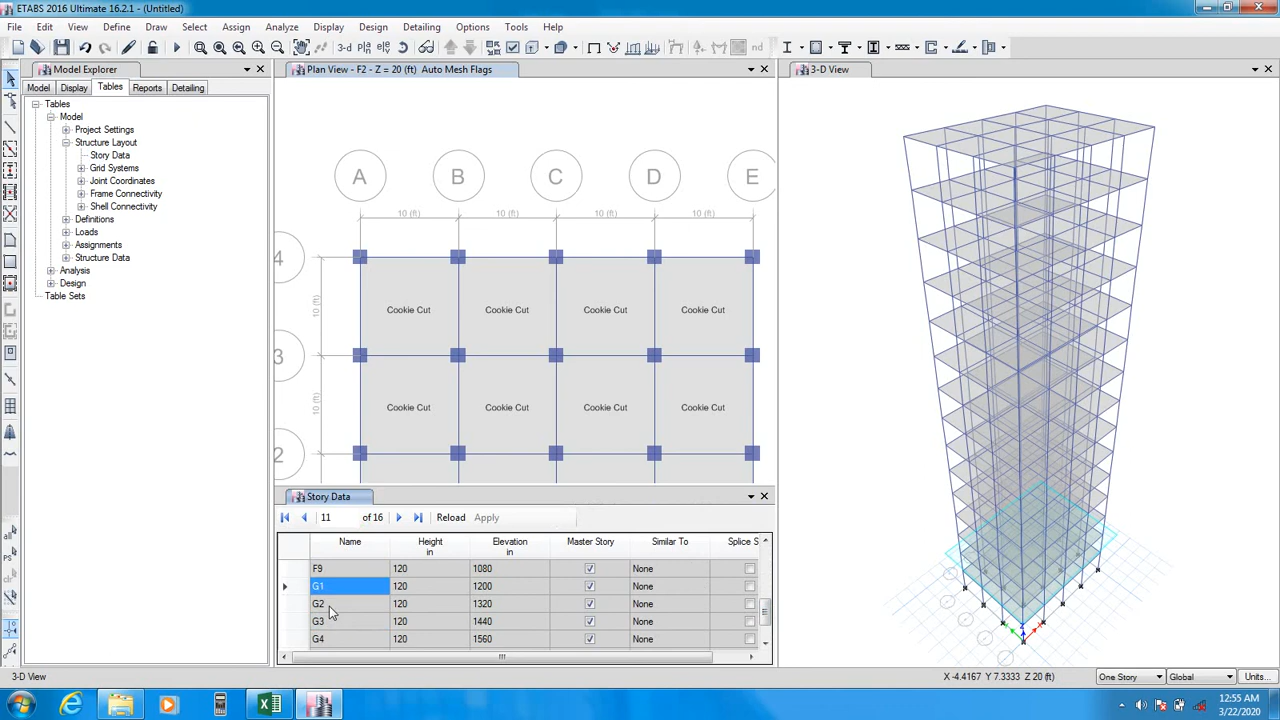 ETABS 2016 Ultimate 16.2.1 - (Untitled)
File Edit View Define Draw Select Assign Analyze Display Design Detailing Options Tools Help
3-d
nd
Model Explorer
Plan View - F2 - Z = 20 (ft) Auto Mesh Flags
3-D View
Model Display Tables Reports Detailing
Tables
Model
Project Settings
Structure Layout
Story Data
Grid Systems
Joint Coordinates
Frame Connectivity
Shell Connectivity
Definitions
Loads
Assignments
Structure Data
Analysis
Design
Table Sets
A B C D E
10 (ft) 10 (ft) 10 (ft) 10 (ft)
4
10 (ft)
Cookie Cut Cookie Cut Cookie Cut Cookie Cut
3
10 (ft)
Cookie Cut Cookie Cut Cookie Cut Cookie Cut
2
Story Data
11 of 16 Reload Apply
Name Height in Elevation in Master Story Similar To Splice S
F9 120 1080 None
G1 120 1200 None
G2 120 1320 None
G3 120 1440 None
G4 120 1560 None
3-D View
X -4.4167 Y 7.3333 Z 20 (ft) One Story Global Units...
12:55 AM
3/22/2020